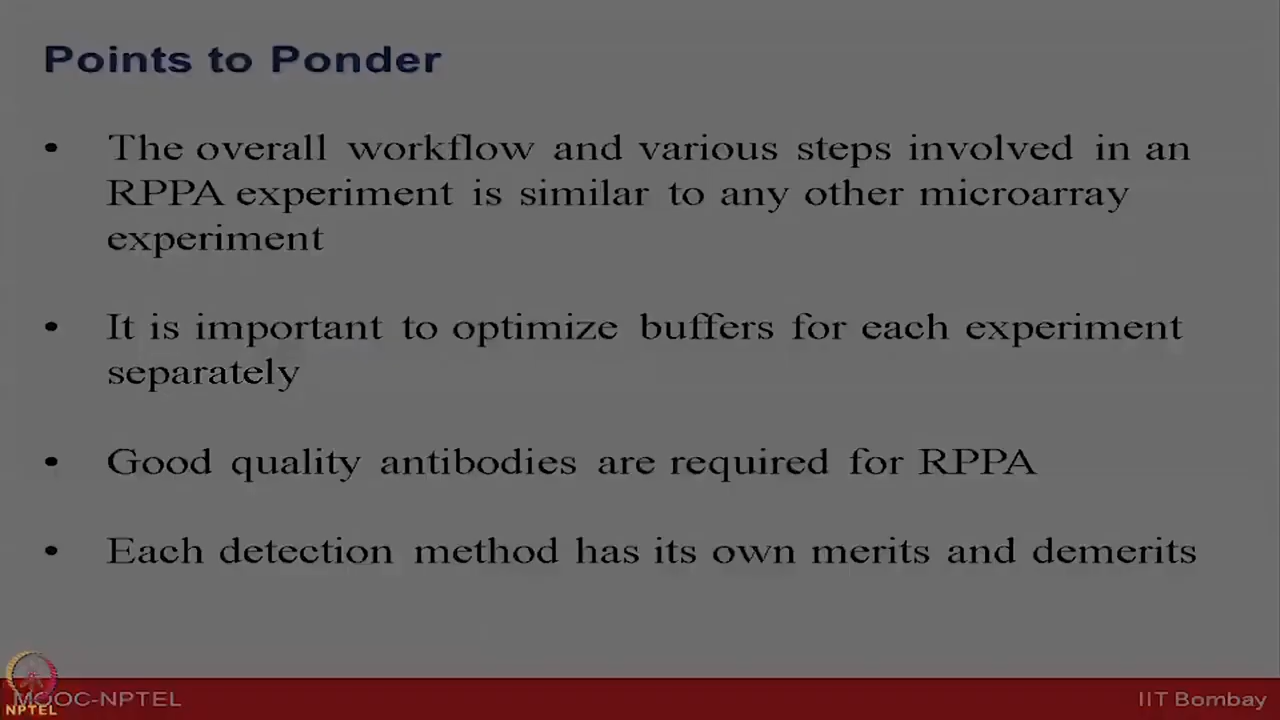 Points to Ponder
• The overall workflow and various steps involved in an
RPPA experiment is similar to any other microarray
experiment
• It is important to optimize buffers for each experiment
separately
• Good quality antibodies are required for RPPA
• Each detection method has its own merits and demerits
MOOC-NPTEL
NPTEL
IIT Bombay